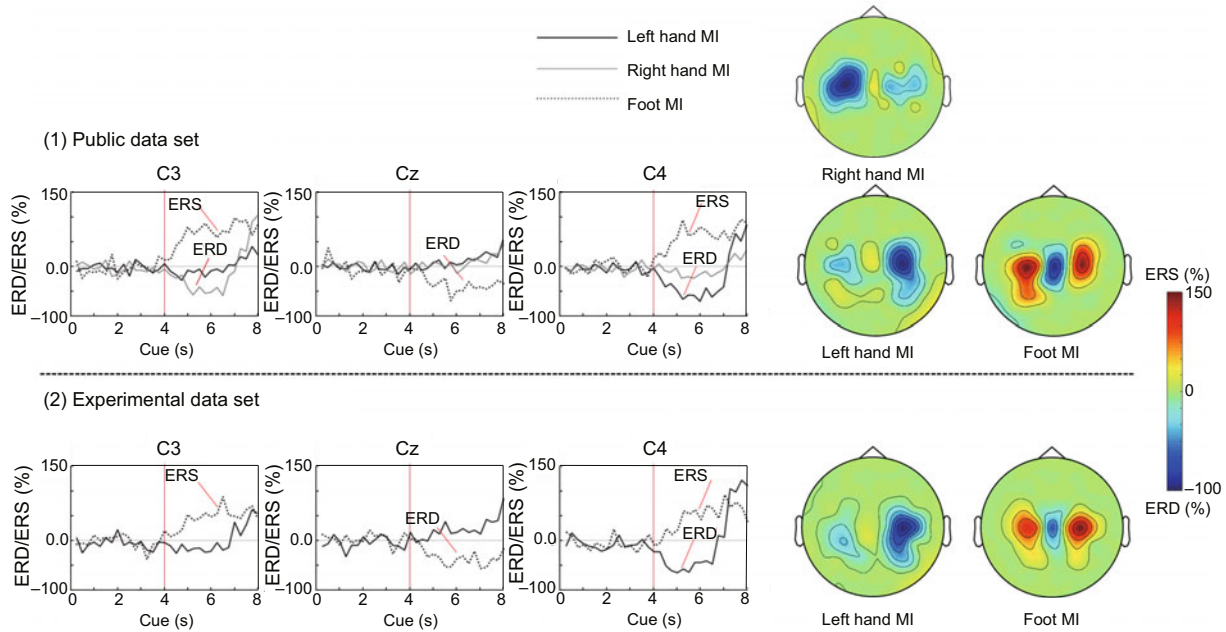 Left hand MI
Right hand MI
Foot MI
Right hand MI
(1) Public data set
C3
ERD/ERS (%)
150
0.0
–100
ERS
ERD
0 2 4 6 8
Cue (s)
Cz
ERD/ERS (%)
150
0.0
–100
ERD
0 2 4 6 8
Cue (s)
C4
ERD/ERS (%)
150
0.0
–100
ERS
ERD
0 2 4 6 8
Cue (s)
Left hand MI
Foot MI
ERS (%)
150
0
–100
ERD (%)
(2) Experimental data set
C3
ERD/ERS (%)
150
0.0
–100
ERS
0 2 4 6 8
Cue (s)
Cz
ERD/ERS (%)
150
0.0
–100
ERD
0 2 4 6 8
Cue (s)
C4
ERD/ERS (%)
150
0.0
–100
ERS
ERD
0 2 4 6 8
Cue (s)
Left hand MI
Foot MI